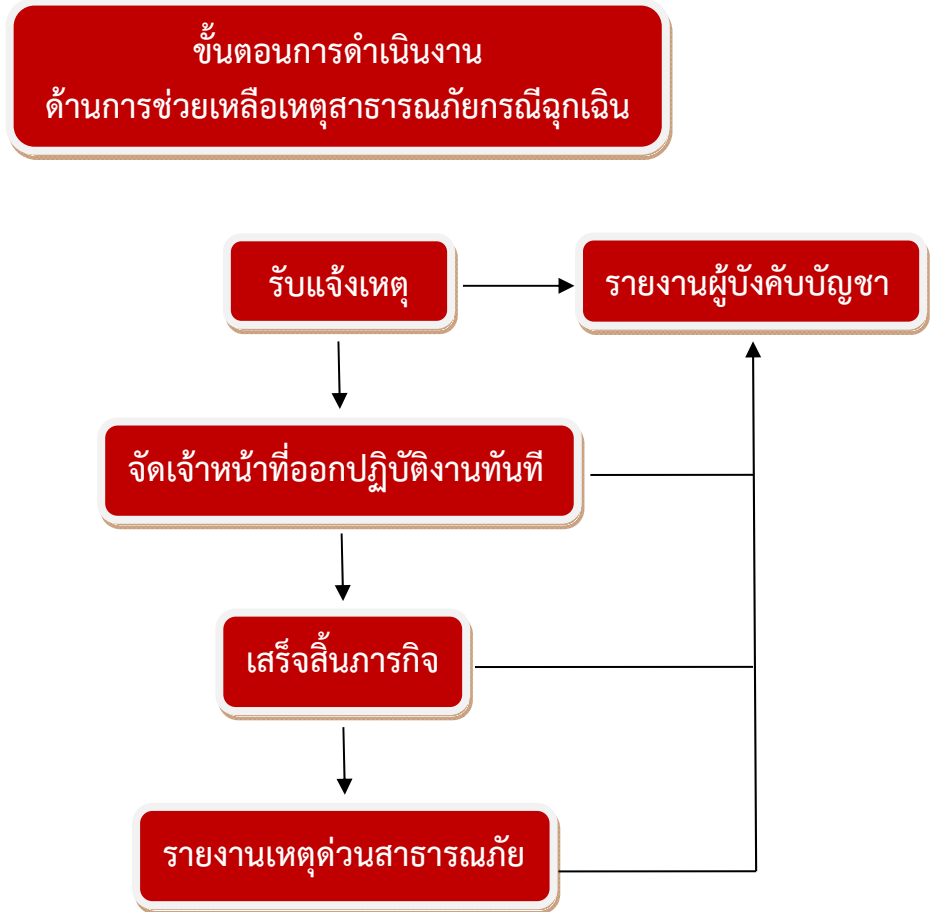 ขั้นตอนการดำเนินงาน
ด้านการช่วยเหลือเหตุสาธารณภัยกรณีฉุกเฉิน
รับแจ้งเหตุ
รายงานผู้บังคับบัญชา
จัดเจ้าหน้าที่ออกปฏิบัติงานทันที
เสร็จสิ้นภารกิจ
รายงานเหตุด่วนสาธารณภัย